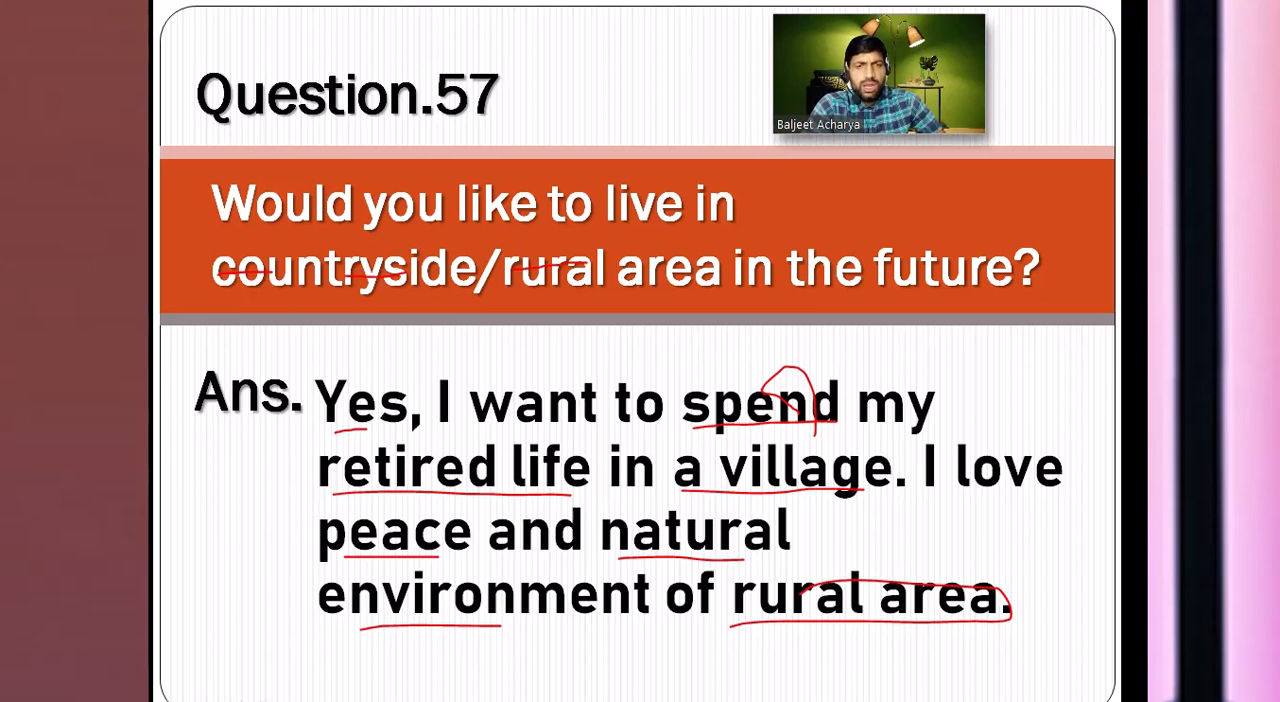 Question.57
Baljeet Acharya
Would you like to live in
countryside/rural area in the future?
Ans. Yes, I want to spend my
retired life in a village. I love
peace and natural
environment of rural area.